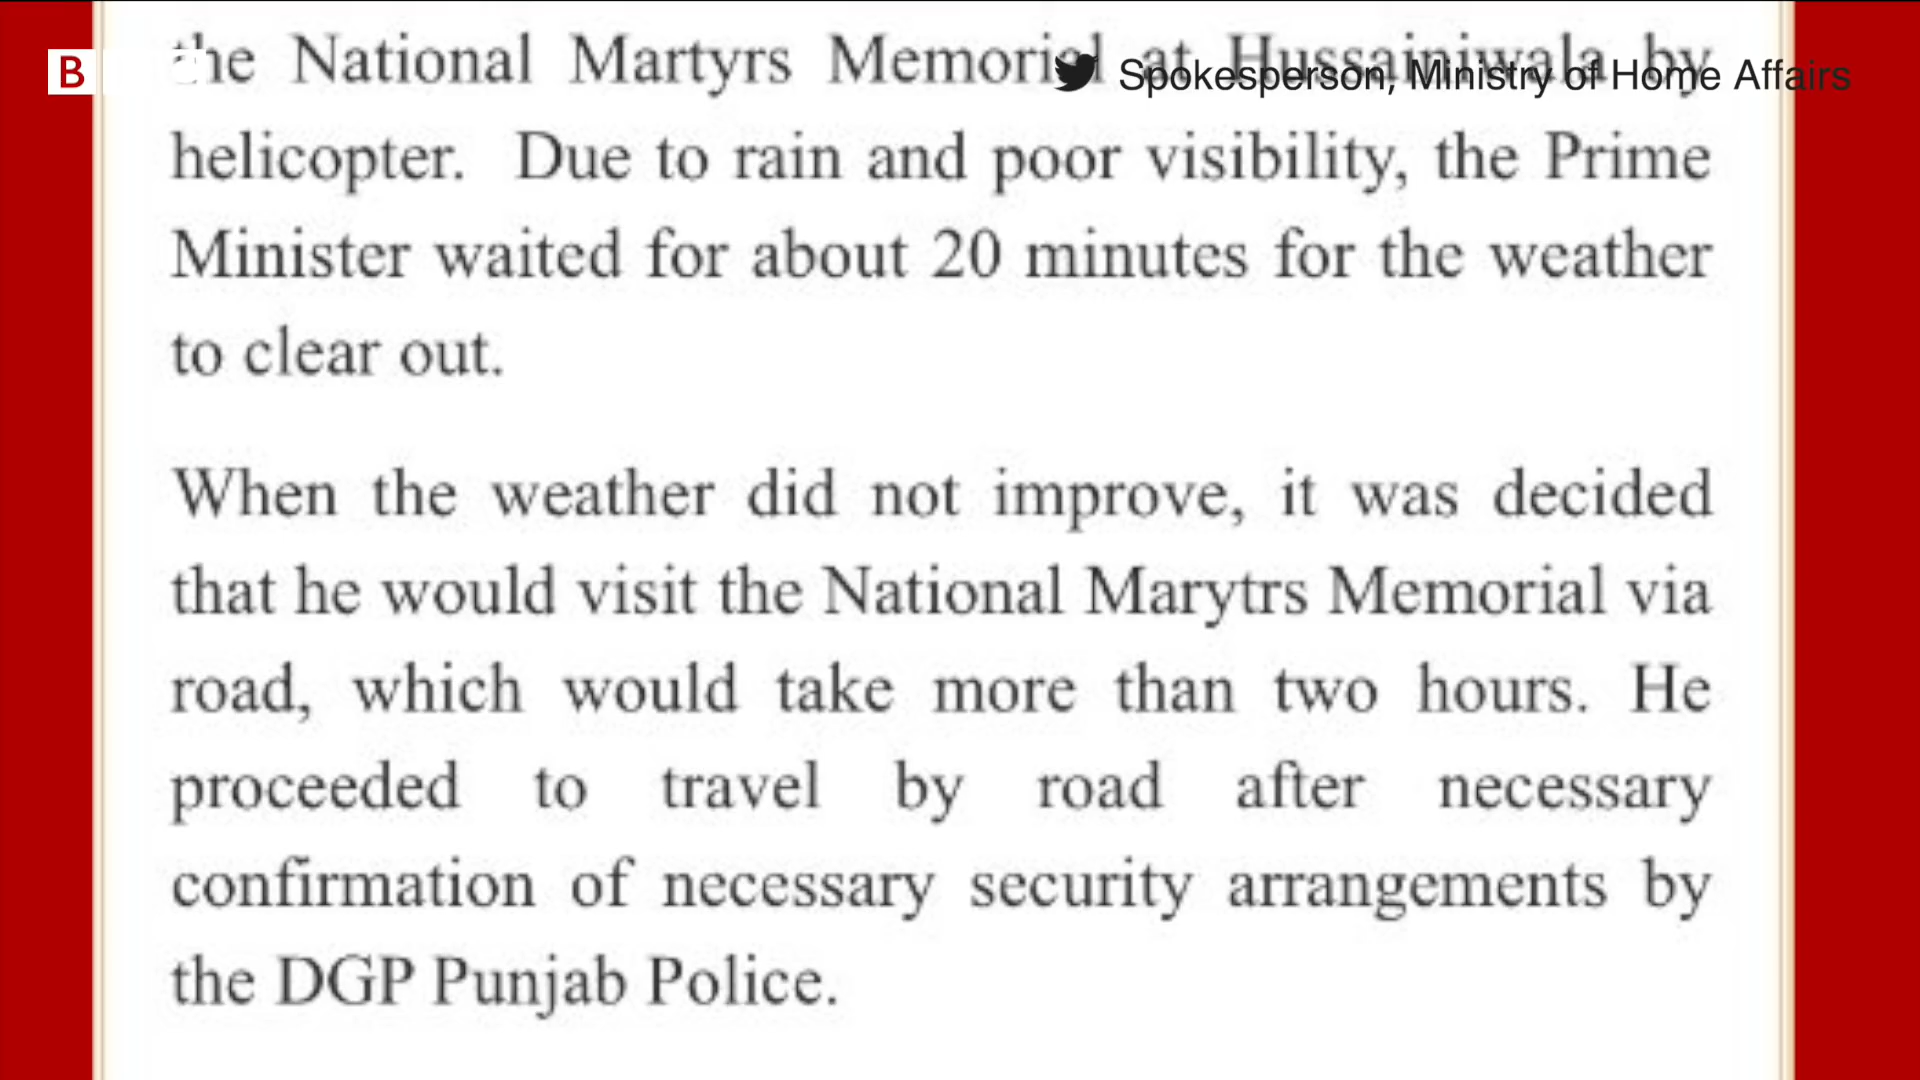 B
the National Martyrs Memorial at Hussainiwala by
Spokesperson, Ministry of Home Affairs
helicopter. Due to rain and poor visibility, the Prime
Minister waited for about 20 minutes for the weather
to clear out.
When the weather did not improve, it was decided
that he would visit the National Marytrs Memorial via
road, which would take more than two hours. He
proceeded to travel by road after necessary
confirmation of necessary security arrangements by
the DGP Punjab Police.